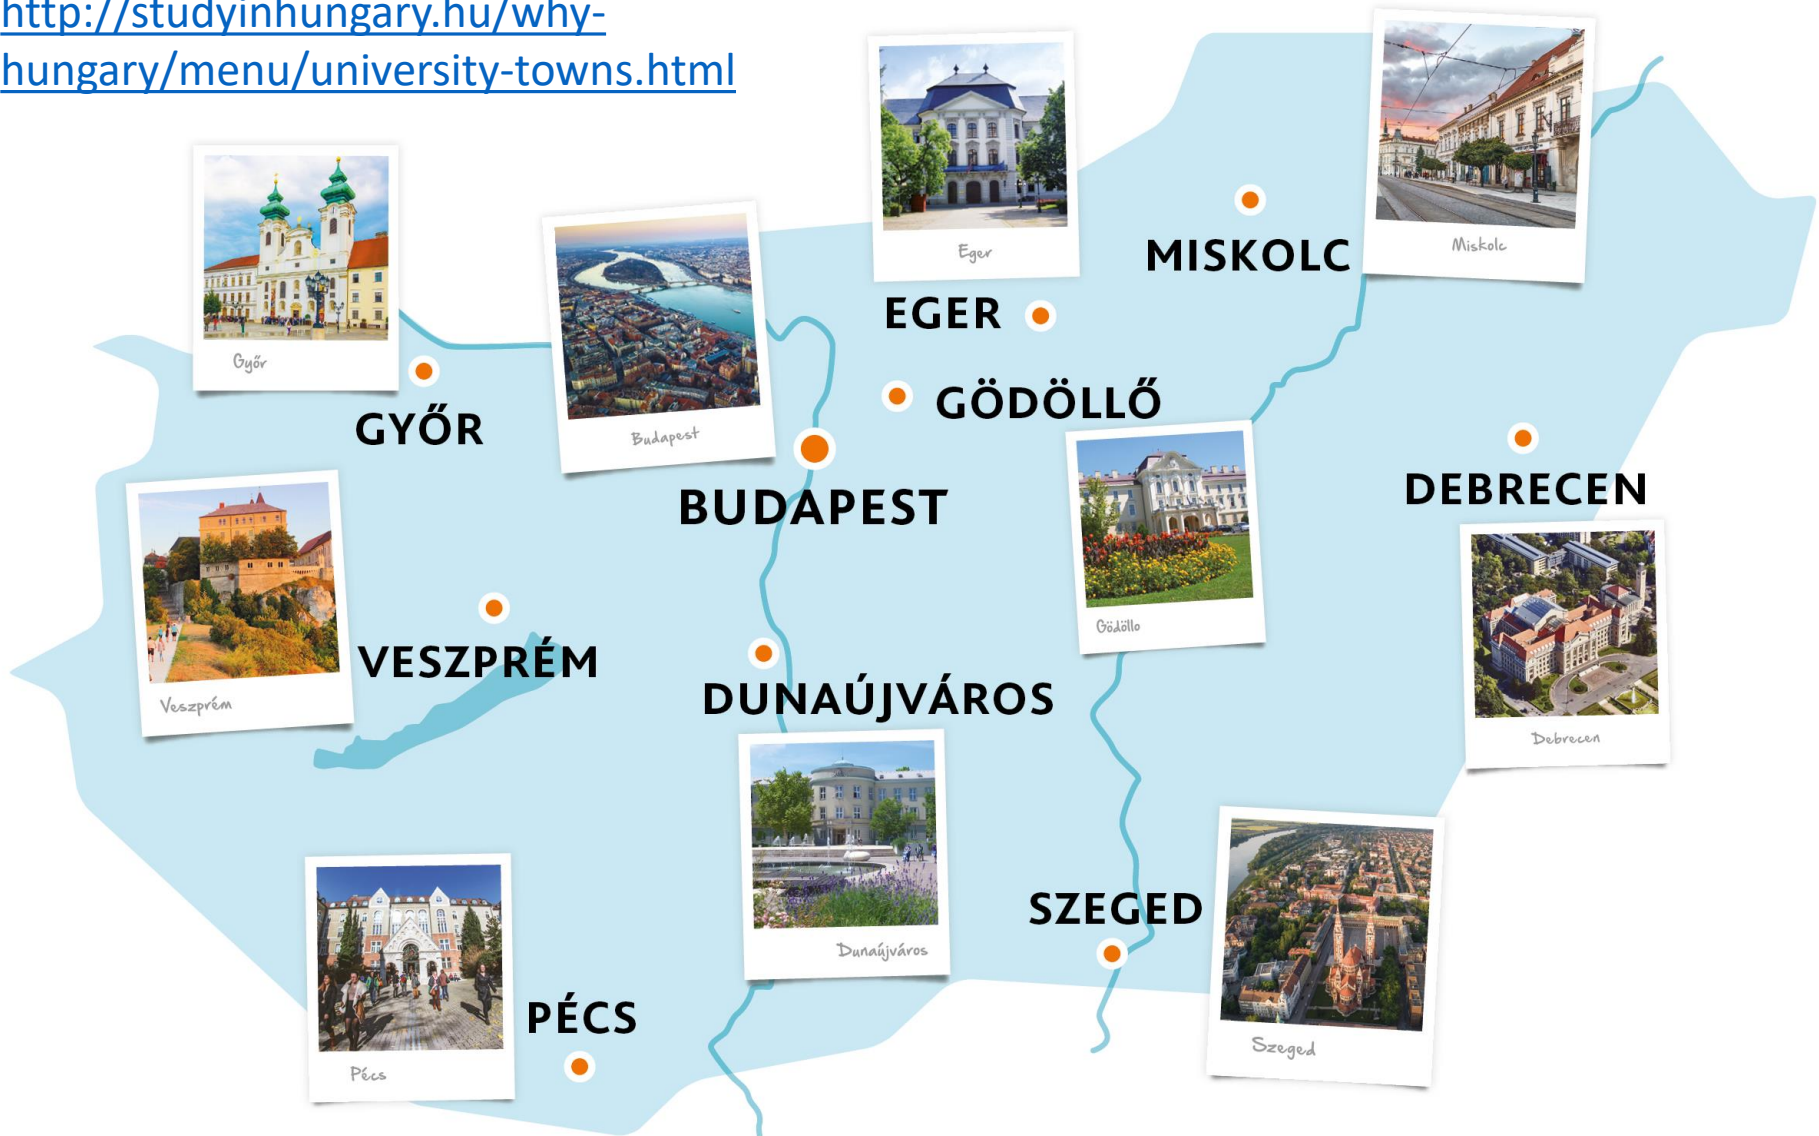 http://studyinhungary.hu/why-
hungary/menu/university-towns.html
Eger
Miskolc
MISKOLC
EGER
Győr
Budapest
GÖDÖLLŐ
GYŐR
DEBRECEN
BUDAPEST
Gödöllo
VESZPRÉM
Veszprém
DUNAÚJVÁROS
Debrecen
SZEGED
Dunaújváros
PÉCS
Szeged
Pécs